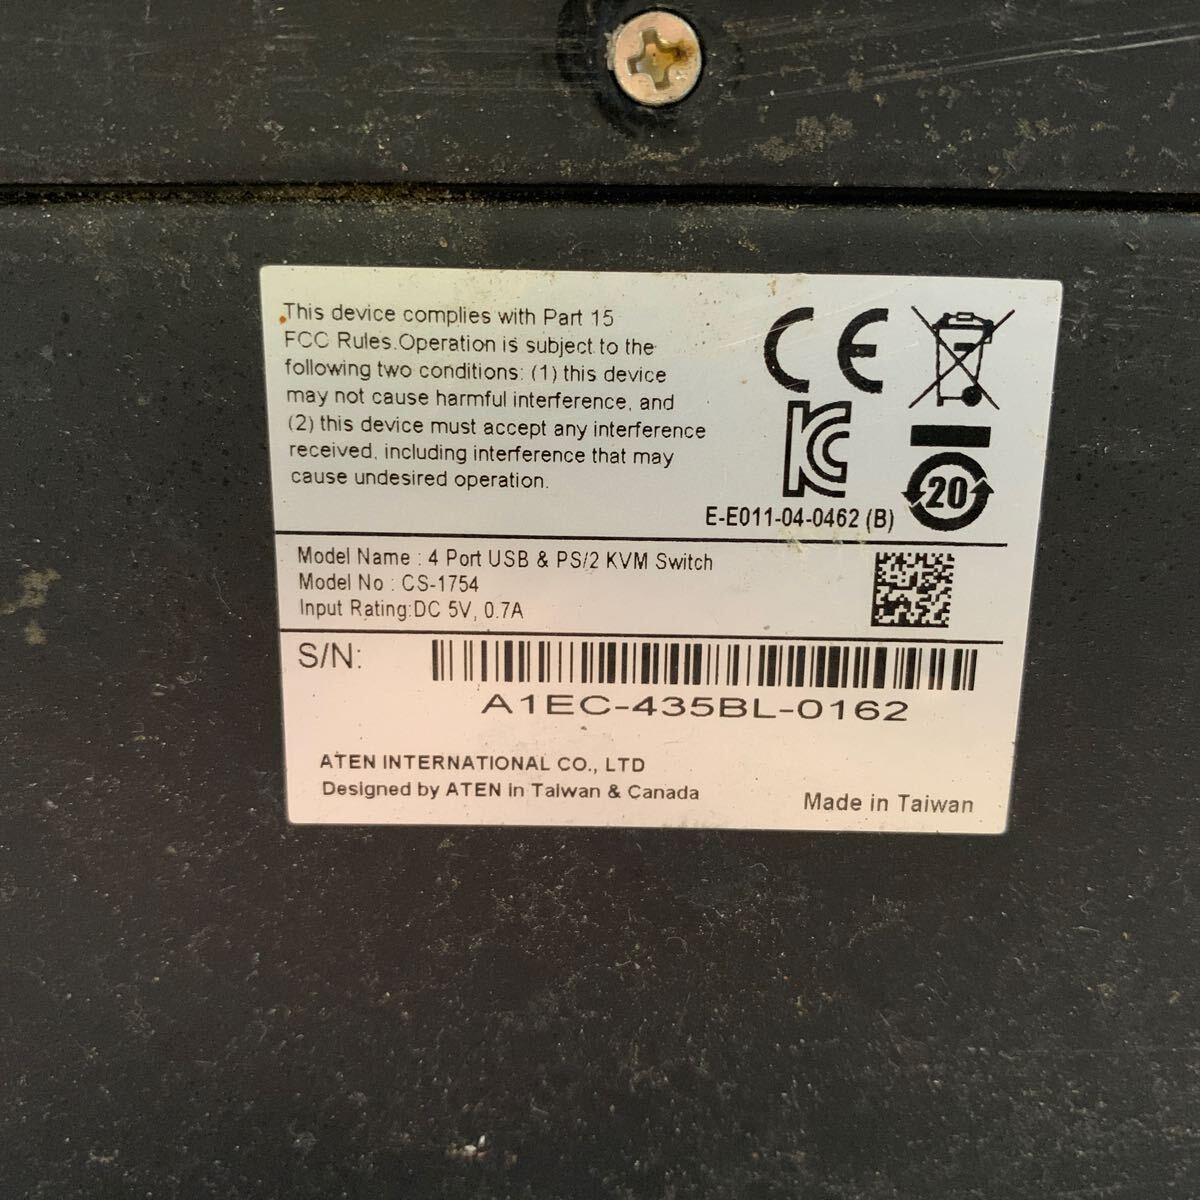 This device complies with Part 15
FCC Rules.Operation is subject to the
following two conditions: (1) this device
may not cause harmful interference, and
(2) this device must accept any interference
received, including interference that may
cause undesired operation.
CE
KC
20
E-E011-04-0462 (B)
Model Name : 4 Port USB & PS/2 KVM Switch
Model No : CS-1754
Input Rating:DC 5V, 0.7A
S/N:
A1EC-435BL-0162
ATEN INTERNATIONAL CO., LTD
Designed by ATEN in Taiwan & Canada
Made in Taiwan